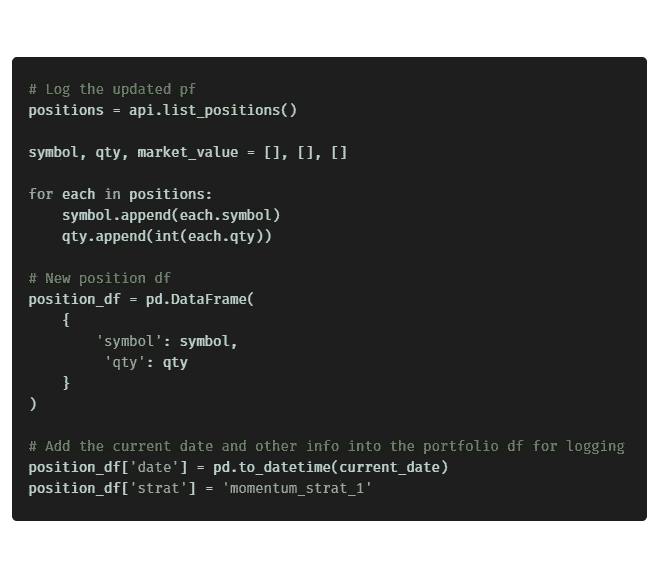 # Log the updated pf
positions = api.list_positions()

symbol, qty, market_value = [], [], []

for each in positions:
    symbol.append(each.symbol)
    qty.append(int(each.qty))

# New position df
position_df = pd.DataFrame(
    {
        'symbol': symbol,
         'qty': qty
    }
)

# Add the current date and other info into the portfolio df for logging
position_df['date'] = pd.to_datetime(current_date)
position_df['strat'] = 'momentum_strat_1'